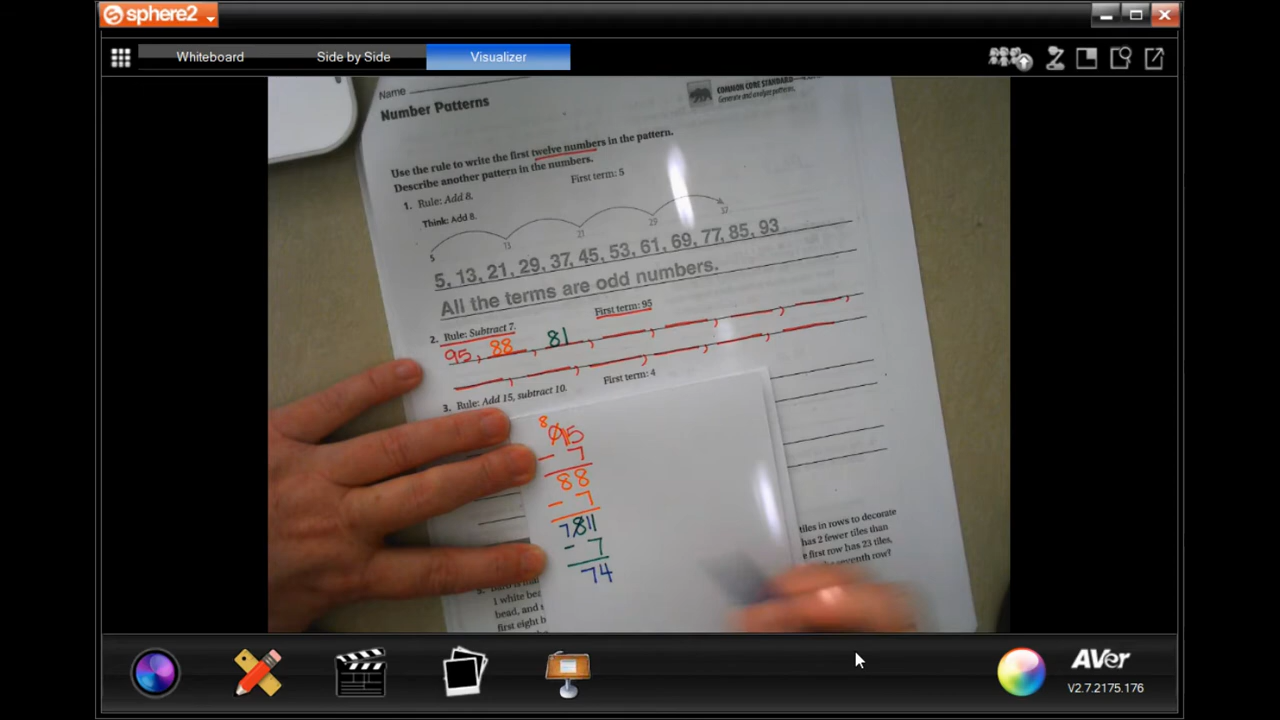 sphere2
Whiteboard Side by Side Visualizer
Name
COMMON CORE STANDARD
Generate and analyze patterns.
Number Patterns
Use the rule to write the first twelve numbers in the pattern.
Describe another pattern in the numbers.
1. Rule: Add 8. First term: 5
Think: Add 8.
5 13 21 29 37
5, 13, 21, 29, 37, 45, 53, 61, 69, 77, 85, 93
All the terms are odd numbers.
2. Rule: Subtract 7. First term: 95
95, 88, 81,
3. Rule: Add 15, subtract 10. First term: 4
8
915
- 7
88
- 7
7811
- 7
74
tiles in rows to decorate
has 2 fewer tiles than
first row has 23 tiles,
seventh row?
5.
1 white
bead, and
first eight
AVer
V2.7.2175.176